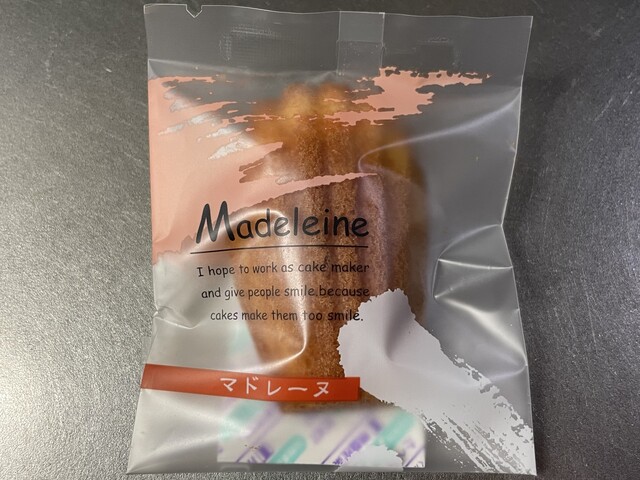 Madeleine
I hope to work as cake maker
and give people smile because
cakes make them too smile.
マドレーヌ